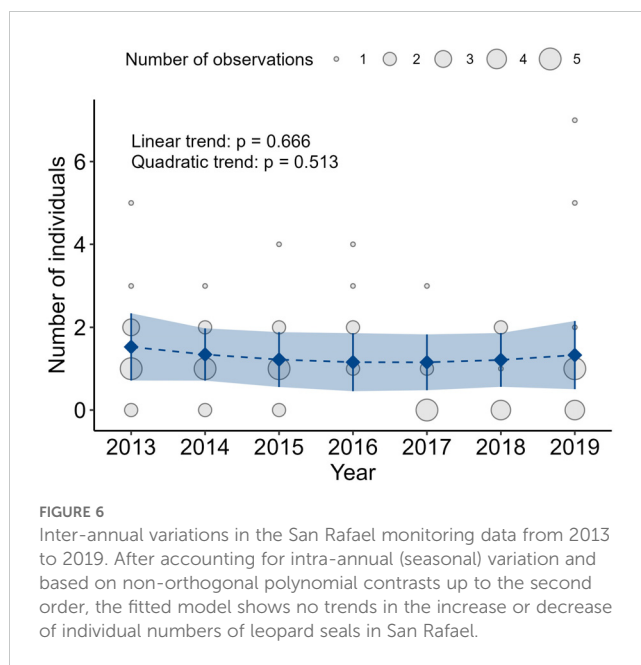 Number of observations 1 2 3 4 5
Linear trend: p = 0.666
Quadratic trend: p = 0.513
Number of individuals
6
4
2
0
2013 2014 2015 2016 2017 2018 2019
Year
FIGURE 6
Inter-annual variations in the San Rafael monitoring data from 2013
to 2019. After accounting for intra-annual (seasonal) variation and
based on non-orthogonal polynomial contrasts up to the second
order, the fitted model shows no trends in the increase or decrease
of individual numbers of leopard seals in San Rafael.